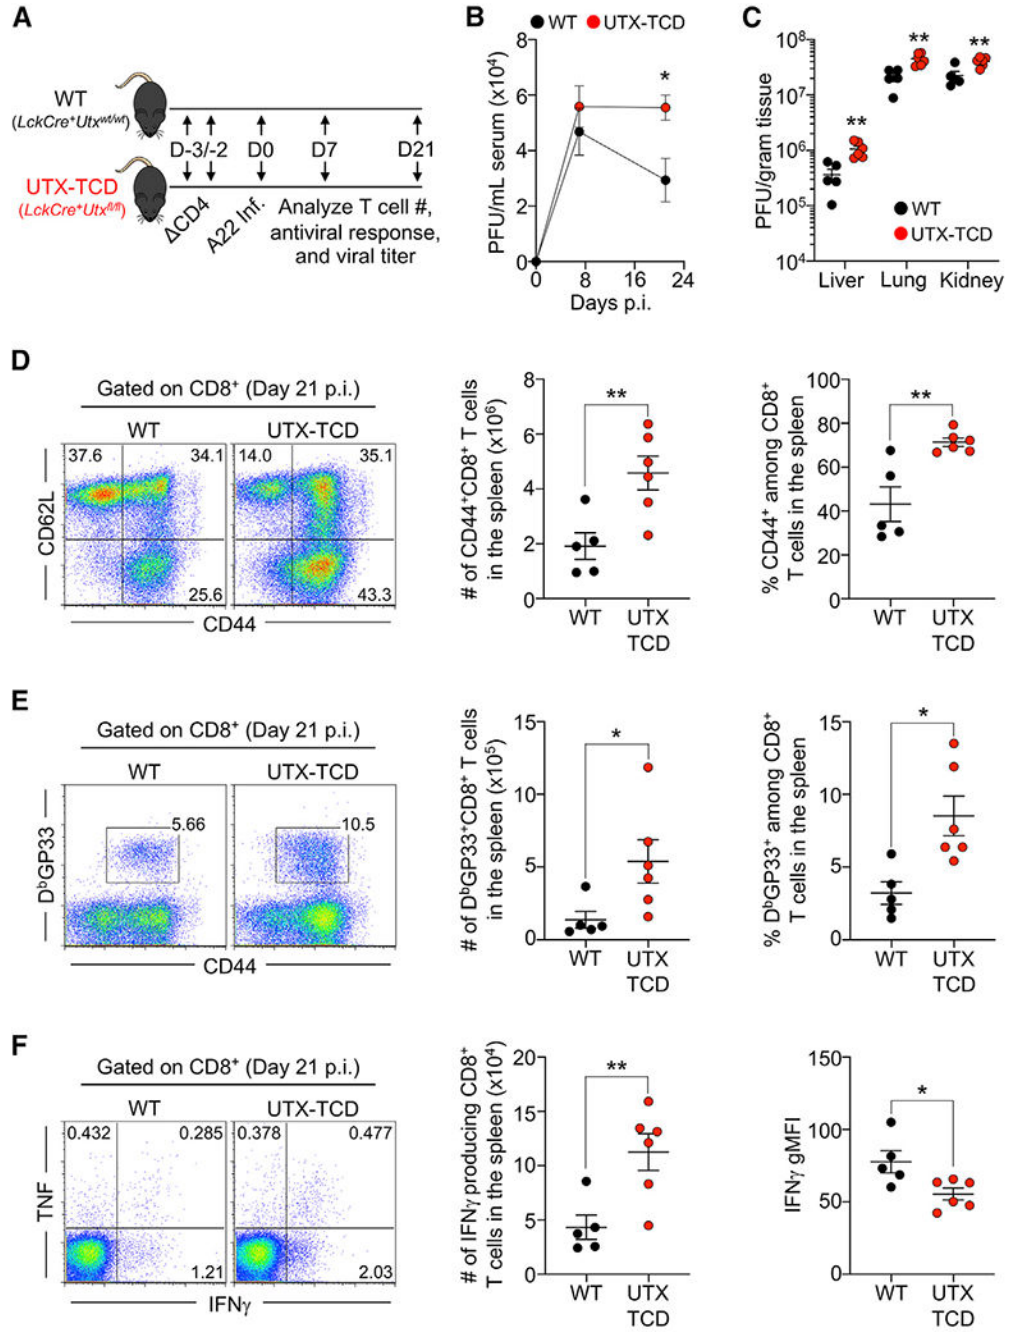 A
WT
(LckCre⁺Utxʷᵗ/ʷᵗ)
UTX-TCD
(LckCre⁺Utxᶠˡ/ᶠˡ)
D-3/-2 D0 D7 D21
ΔCD4
A22 Inf.
Analyze T cell #,
antiviral response,
and viral titer
B
WT UTX-TCD
PFU/mL serum (x10⁴)
8
6
4
2
0
0 8 16 24
Days p.i.
*
C
PFU/gram tissue
10⁸
10⁷
10⁶
10⁵
10⁴
** ** **
WT
UTX-TCD
Liver Lung Kidney
D
Gated on CD8⁺ (Day 21 p.i.)
WT UTX-TCD
37.6 34.1 14.0 35.1
25.6 43.3
CD62L
CD44
# of CD44⁺CD8⁺ T cells
in the spleen (x10⁶)
8
6
4
2
0
**
WT UTX
TCD
% CD44⁺ among CD8⁺
T cells in the spleen
100
80
60
40
20
0
**
WT UTX
TCD
E
Gated on CD8⁺ (Day 21 p.i.)
WT UTX-TCD
5.66 10.5
DᵇGP33
CD44
# of DᵇGP33⁺CD8⁺ T cells
in the spleen (x10⁵)
15
10
5
0
*
WT UTX
TCD
% DᵇGP33⁺ among CD8⁺
T cells in the spleen
15
10
5
0
*
WT UTX
TCD
F
Gated on CD8⁺ (Day 21 p.i.)
WT UTX-TCD
0.432 0.285 0.378 0.477
1.21 2.03
TNF
IFNγ
# of IFNγ producing CD8⁺
T cells in the spleen (x10⁴)
20
15
10
5
0
**
WT UTX
TCD
IFNγ gMFI
150
100
50
0
*
WT UTX
TCD